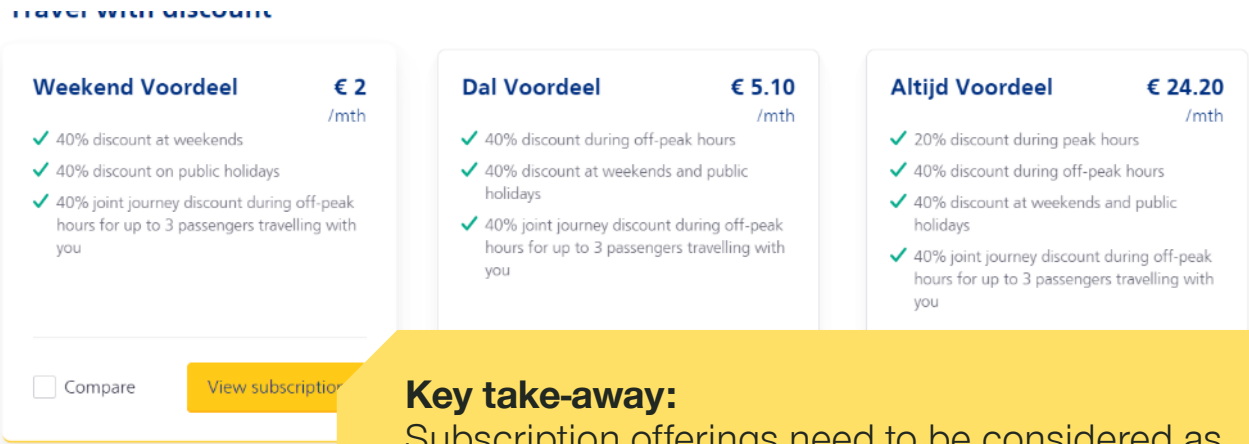 Travel with discount
Weekend Voordeel € 2
/mth
40% discount at weekends
40% discount on public holidays
40% joint journey discount during off-peak
hours for up to 3 passengers travelling with
you
Compare View subscription
Dal Voordeel € 5.10
/mth
40% discount during off-peak hours
40% discount at weekends and public
holidays
40% joint journey discount during off-peak
hours for up to 3 passengers travelling with
you
Altijd Voordeel € 24.20
/mth
20% discount during peak hours
40% discount during off-peak hours
40% discount at weekends and public
holidays
40% joint journey discount during off-peak
hours for up to 3 passengers travelling with
you
Key take-away:
Subscription offerings need to be considered as